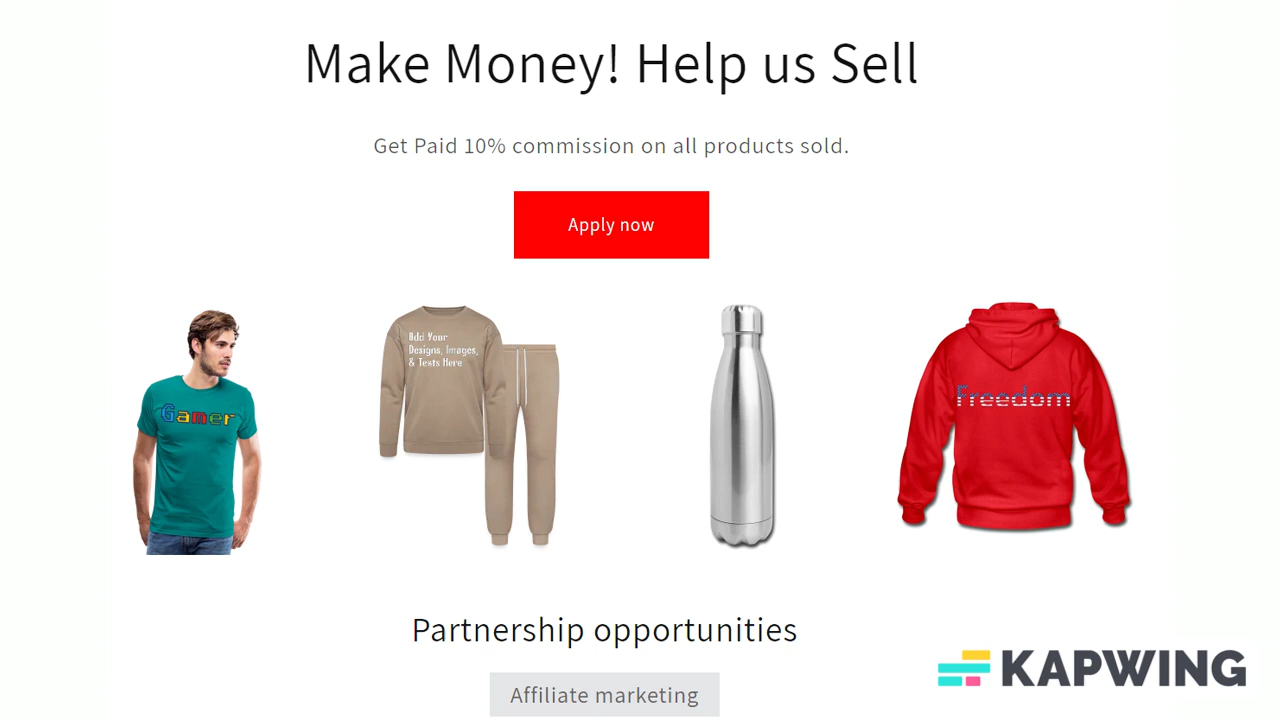 Make Money! Help us Sell
Get Paid 10% commission on all products sold.
Apply now
Gamer
Add Your
Designs, Images,
& Texts Here
Freedom
Partnership opportunities
KAPWING
Affiliate marketing